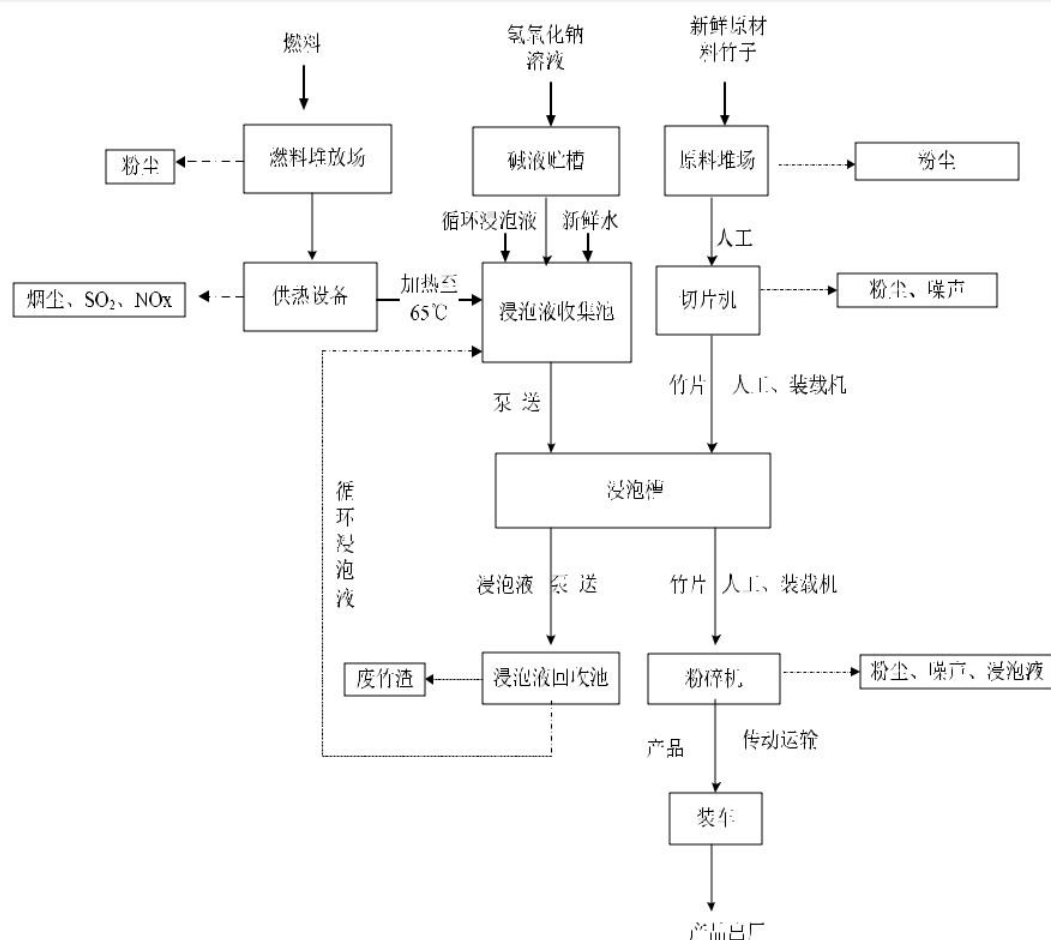 燃料
氢氧化钠
溶液
新鲜原材
料竹子
粉尘
燃料堆放场
碱液贮槽
原料堆场
粉尘
循环浸泡液
新鲜水
人工
烟尘、SO₂、NOx
供热设备
加热至
65℃
浸泡液收集池
切片机
粉尘、噪声
泵 送
竹片
人工、装载机
浸泡槽
循
环
浸
泡
液
浸泡液
泵 送
竹片
人工、装载机
废竹渣
浸泡液回收池
粉碎机
粉尘、噪声、浸泡液
产品
传动运输
装车
产品出厂